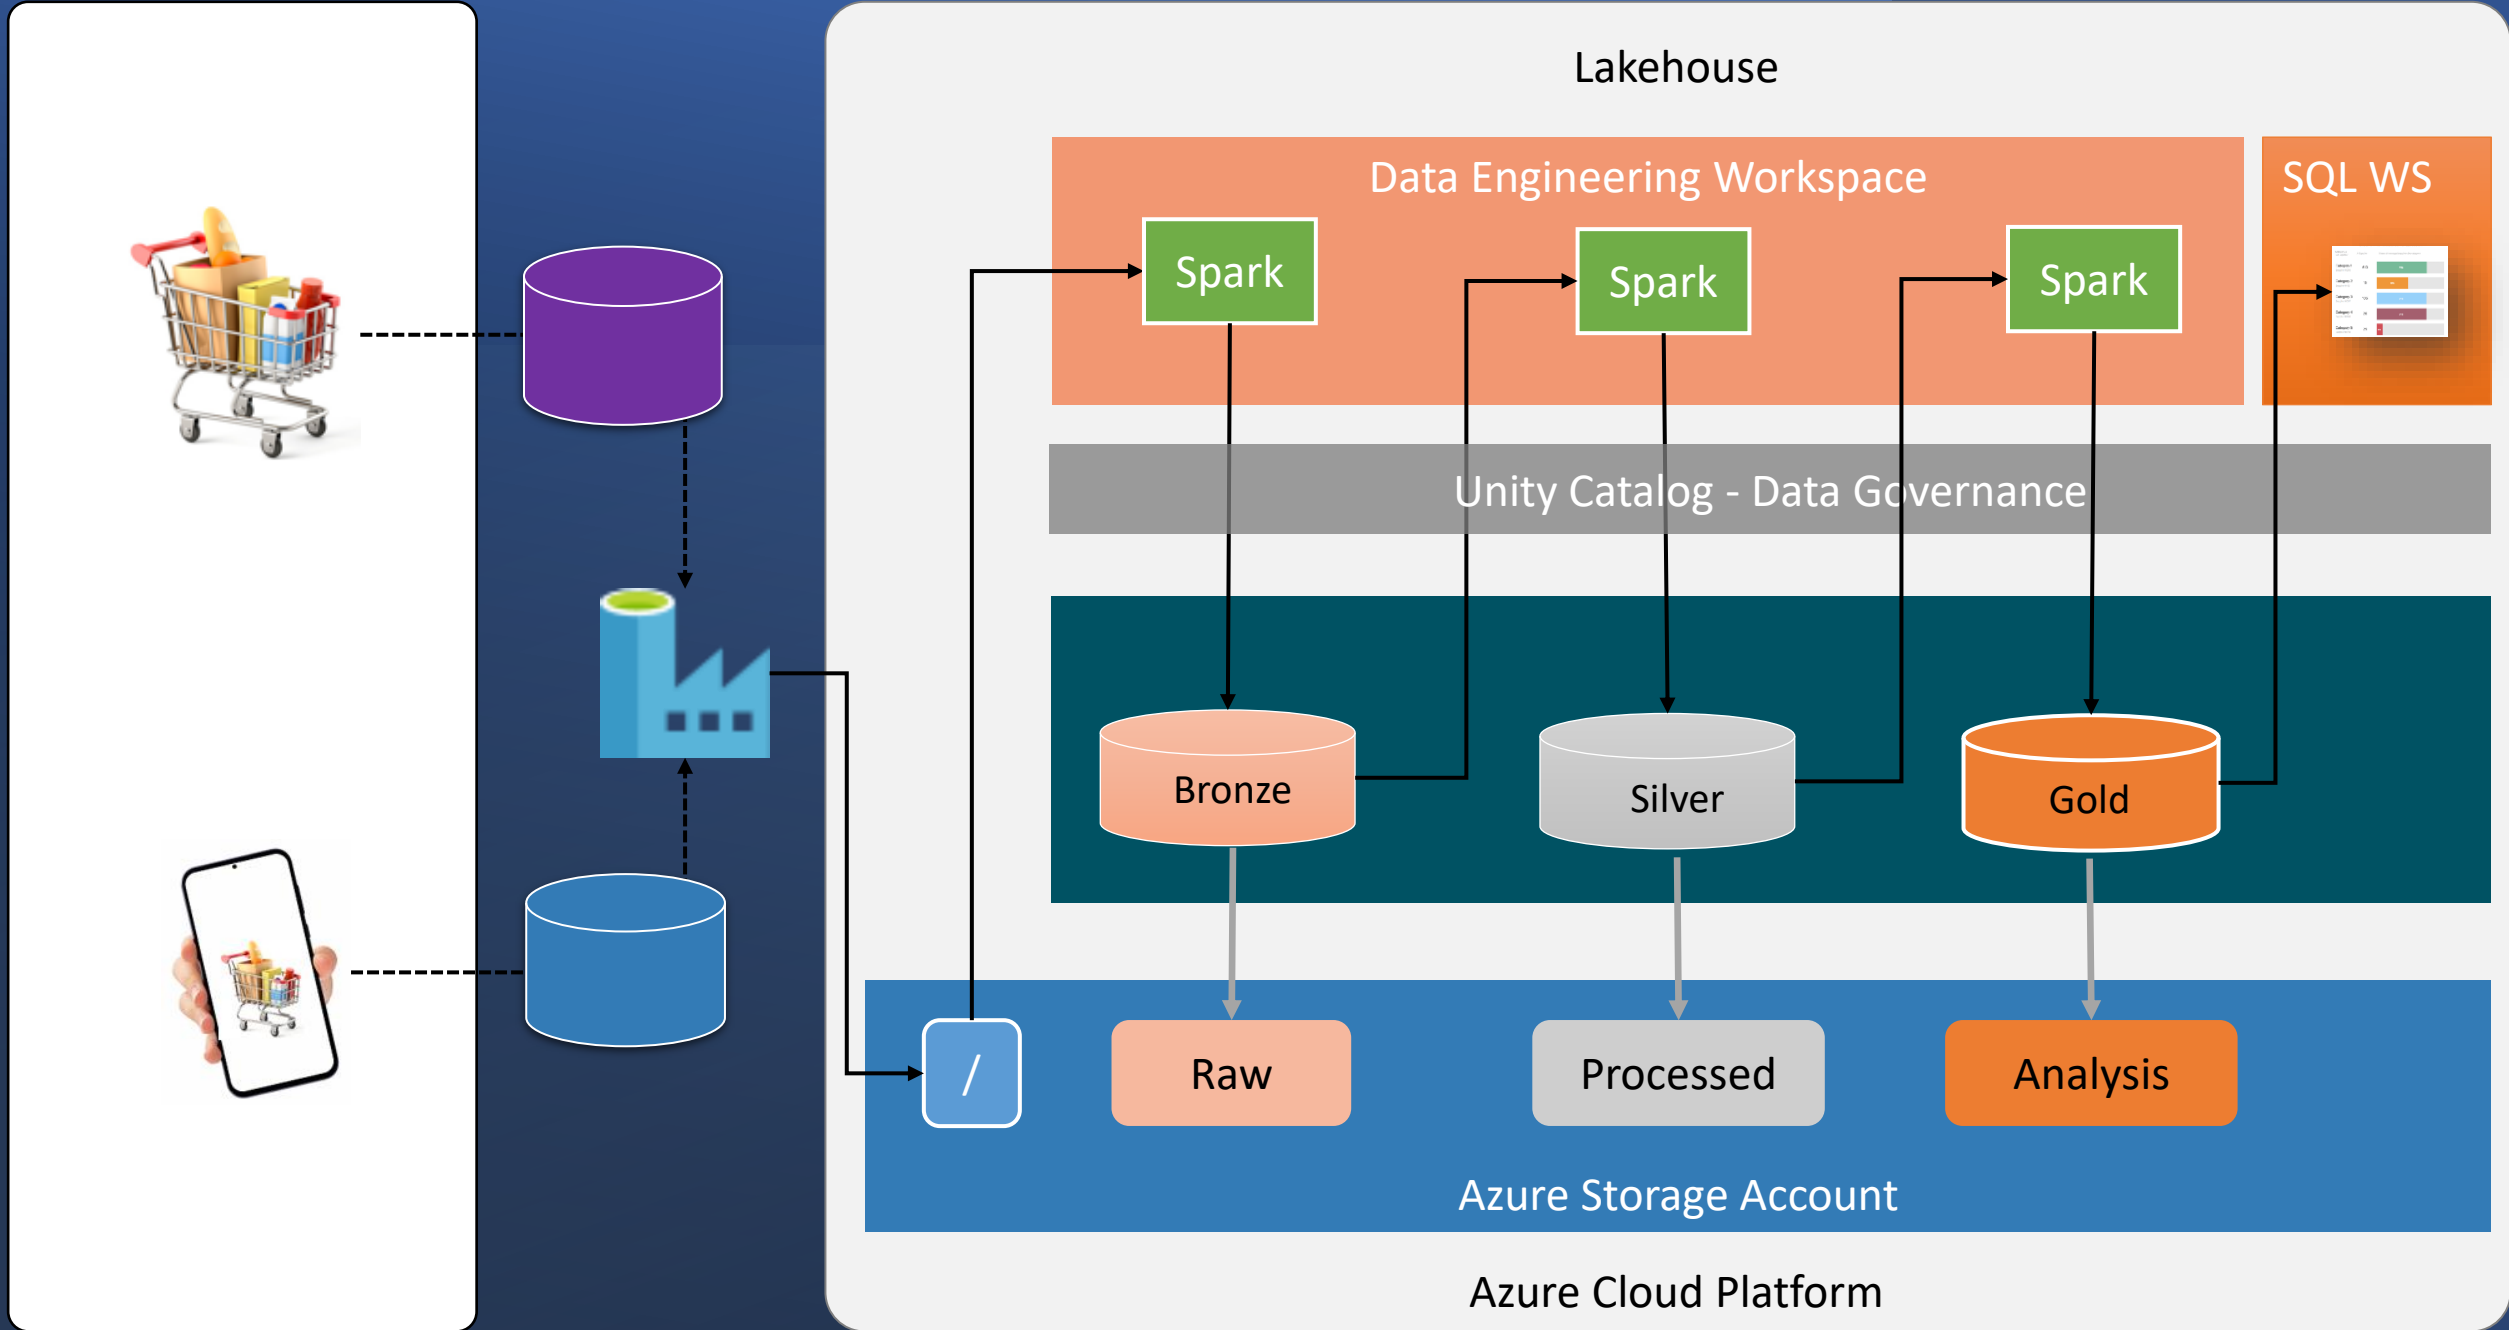 Lakehouse
Data Engineering Workspace
SQL WS
Spark
Spark
Spark
Unity Catalog - Data Governance
Bronze
Silver
Gold
/
Raw
Processed
Analysis
Azure Storage Account
Azure Cloud Platform